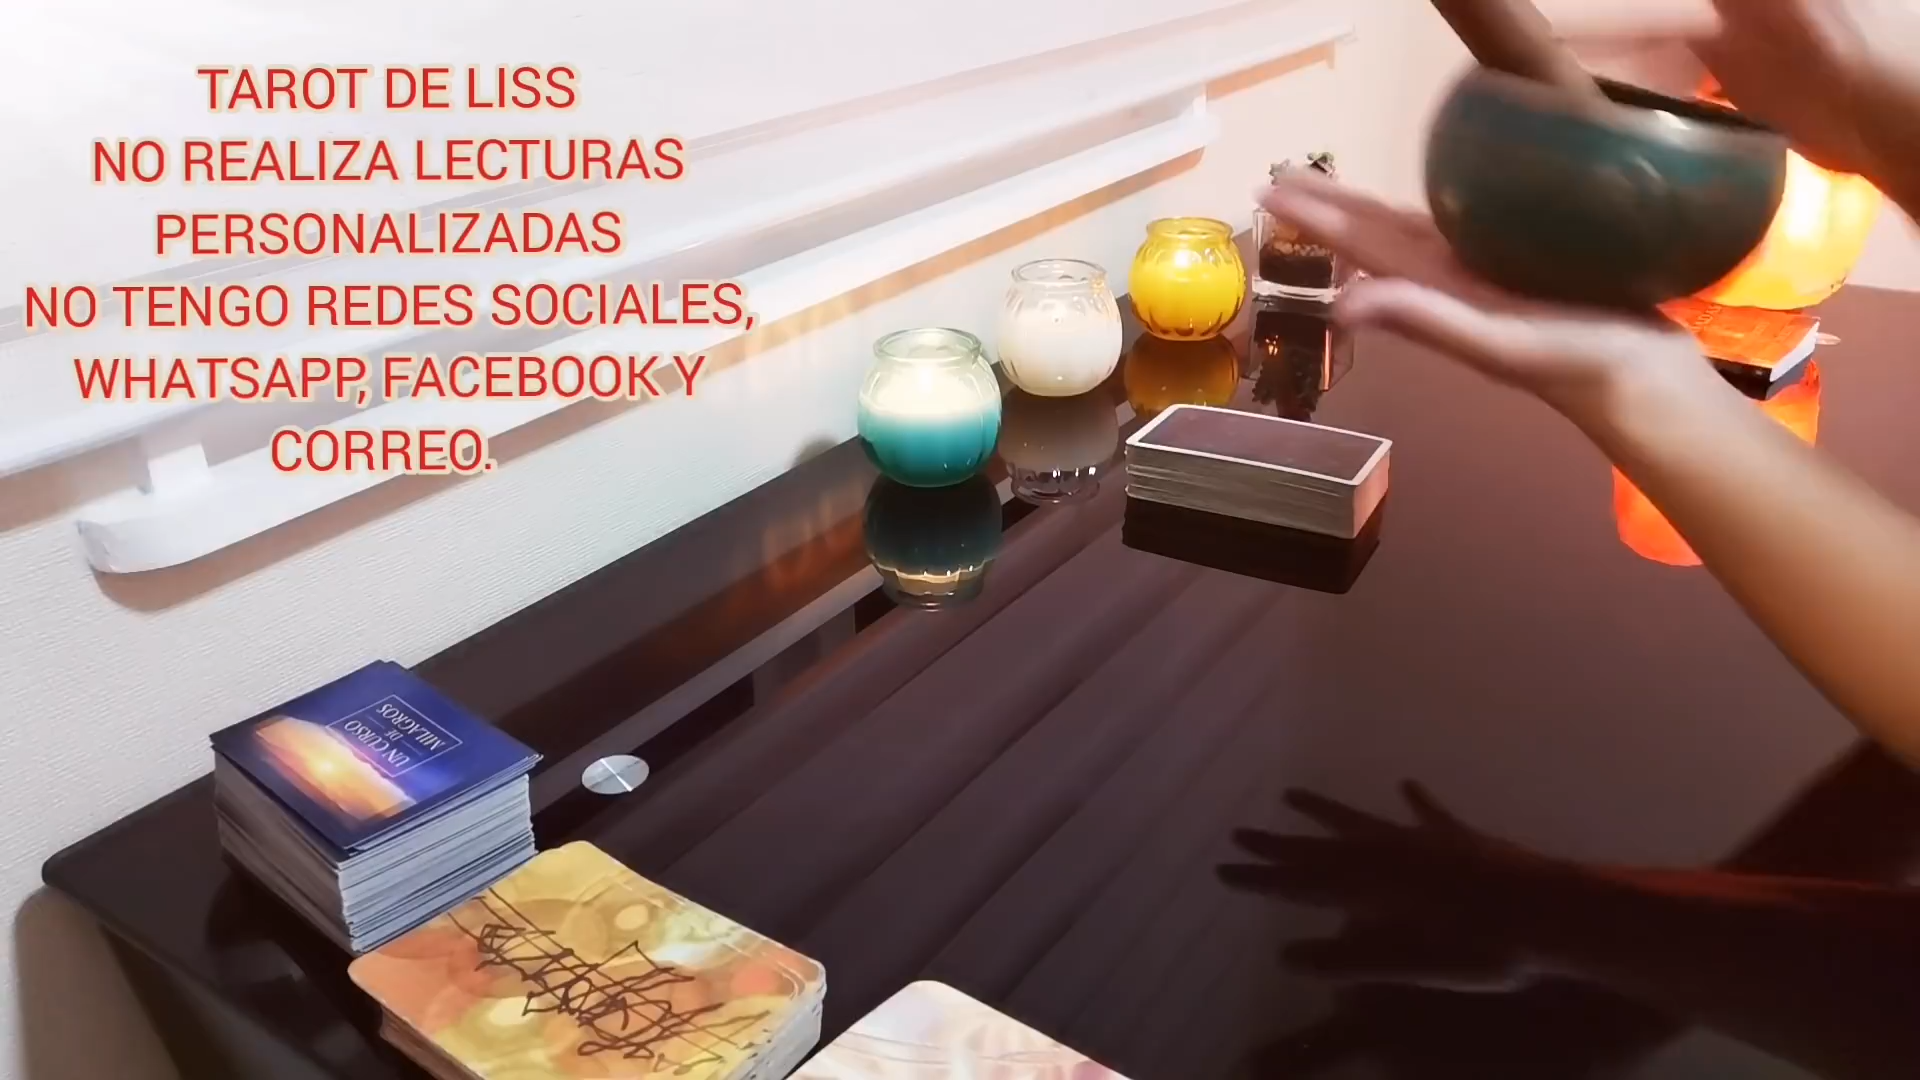 TAROT DE LISS
NO REALIZA LECTURAS
PERSONALIZADAS
NO TENGO REDES SOCIALES,
WHATSAPP, FACEBOOK Y
CORREO.
UN CURSO
DE
MILAGROS